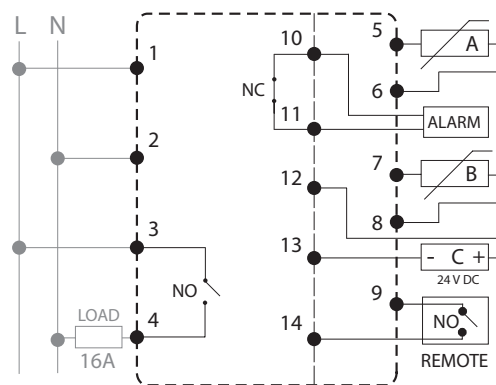 L N
1
2
3
4
NO
LOAD
16A
10
NC
11
12
13
14
5
A
6
ALARM
7
B
8
- C +
24 V DC
9
NO
REMOTE